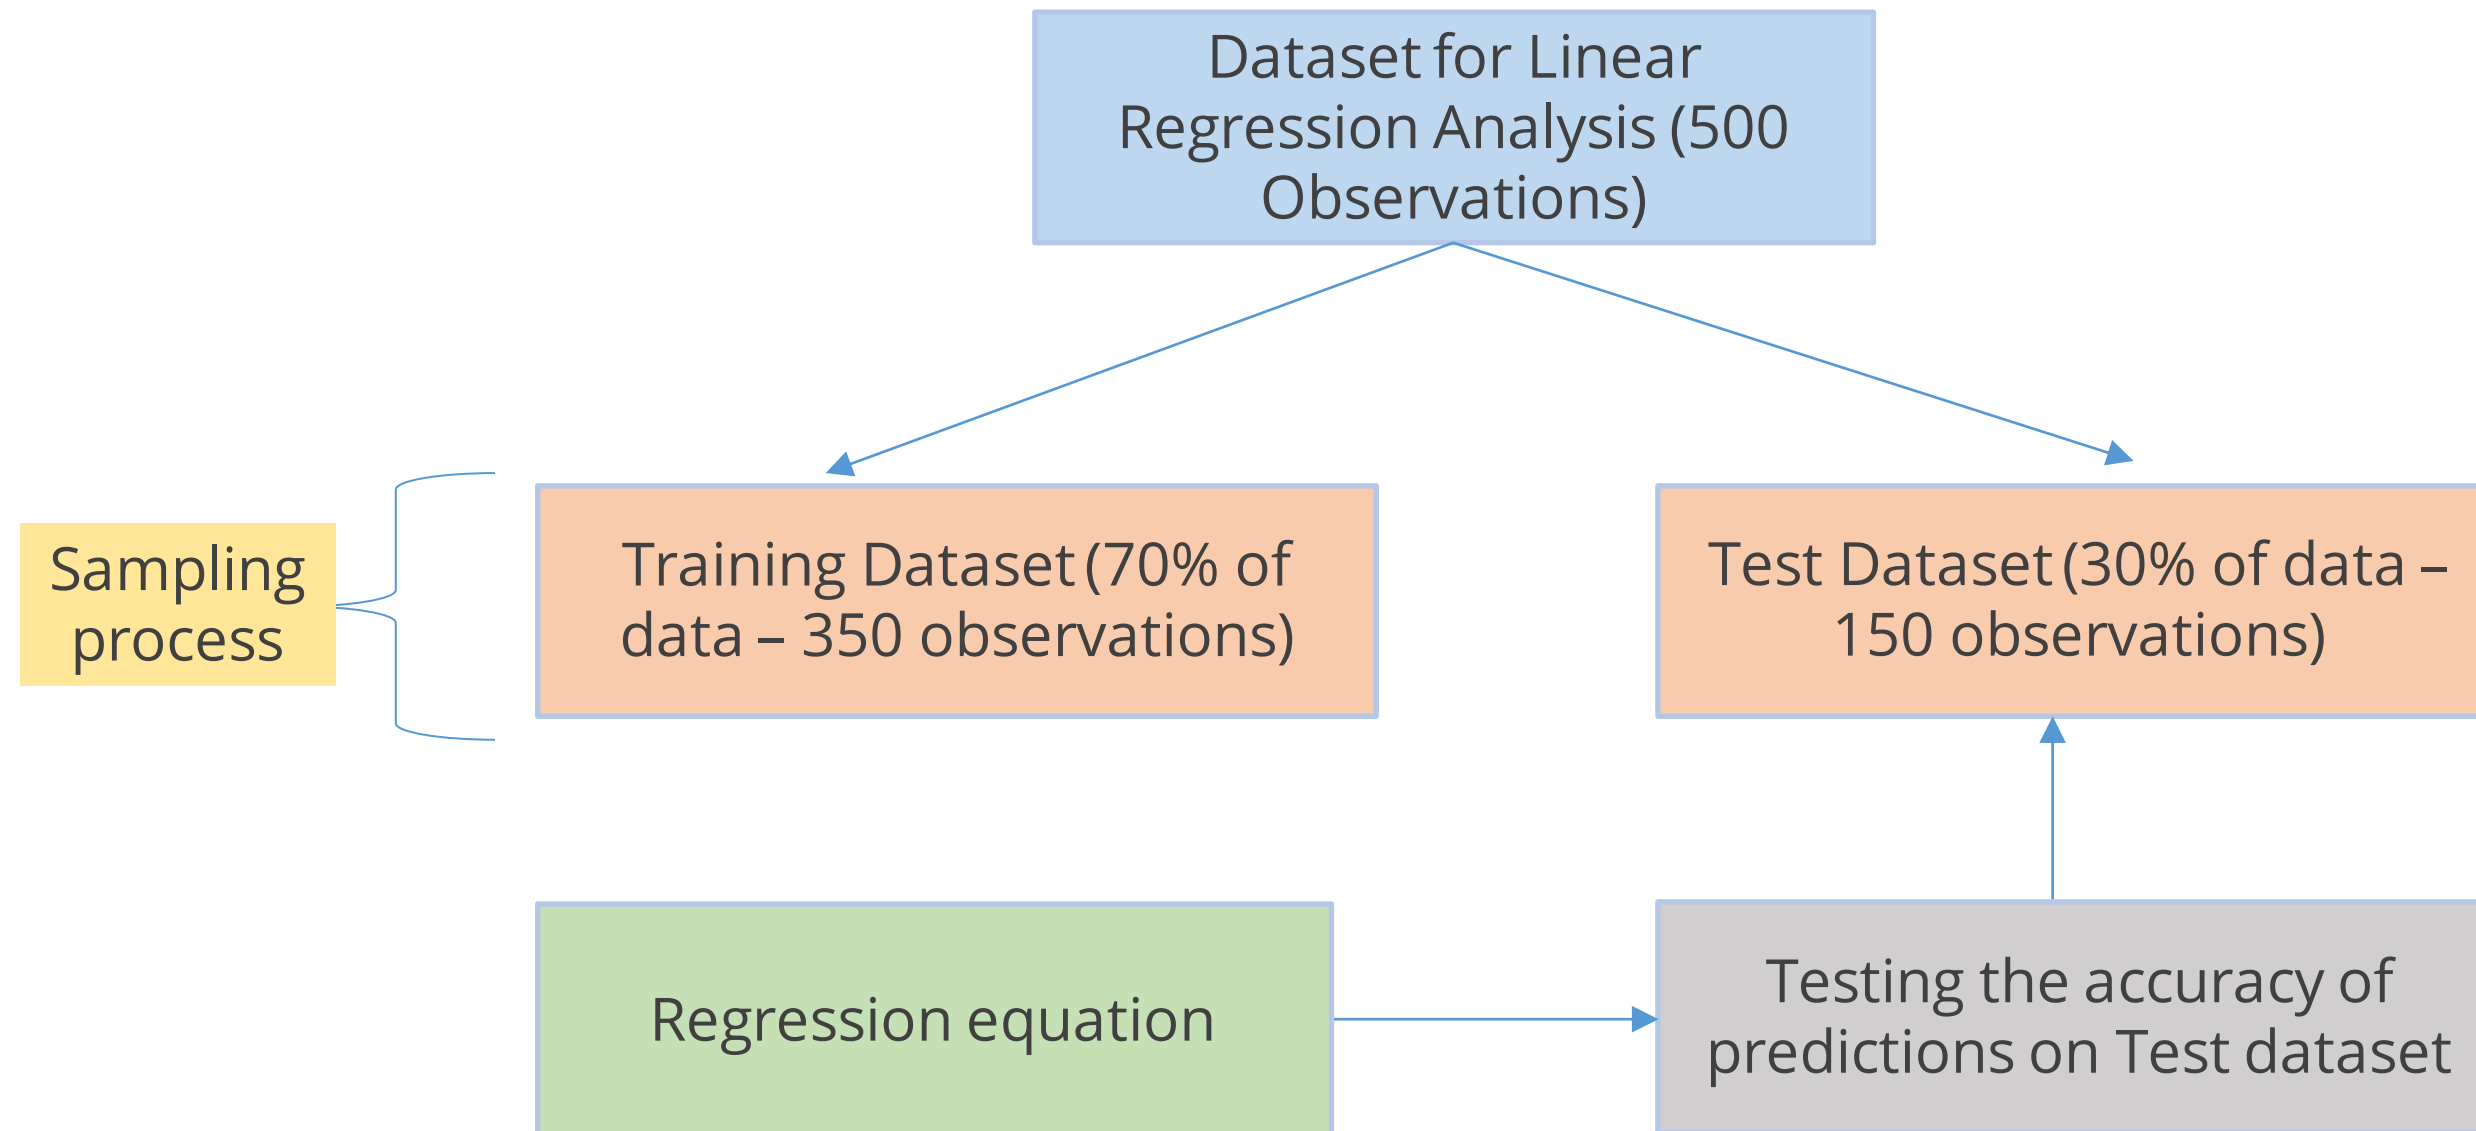 Dataset for Linear
Regression Analysis (500
Observations)
Sampling
process
Training Dataset (70% of
data – 350 observations)
Test Dataset (30% of data –
150 observations)
Regression equation
Testing the accuracy of
predictions on Test dataset